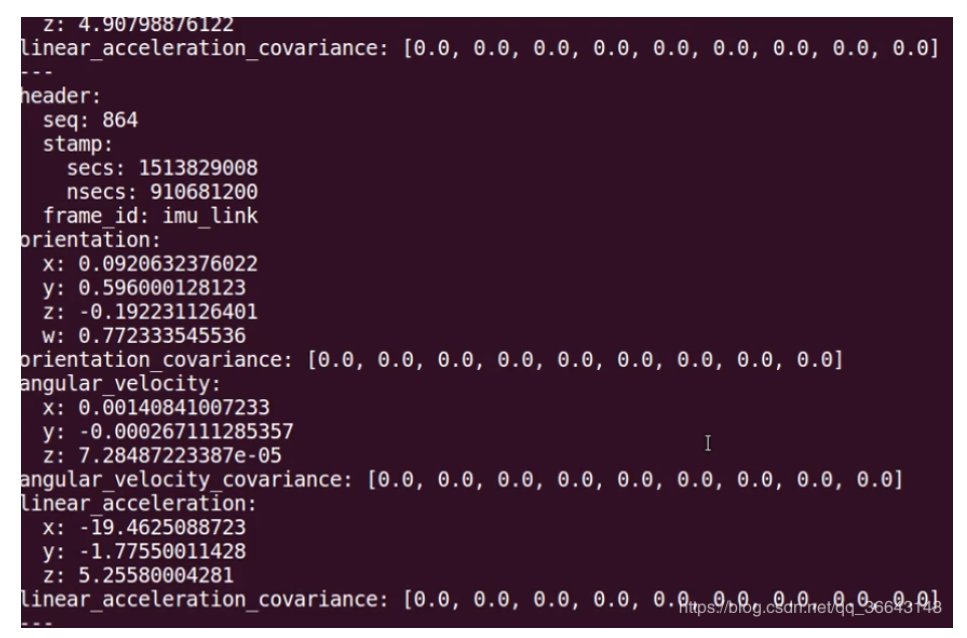 z: 4.90798876122
linear_acceleration_covariance: [0.0, 0.0, 0.0, 0.0, 0.0, 0.0, 0.0, 0.0, 0.0]
---
header:
seq: 864
stamp:
secs: 1513829008
nsecs: 910681200
frame_id: imu_link
orientation:
x: 0.0920632376022
y: 0.596000128123
z: -0.192231126401
w: 0.772333545536
orientation_covariance: [0.0, 0.0, 0.0, 0.0, 0.0, 0.0, 0.0, 0.0, 0.0]
angular_velocity:
x: 0.00140841007233
y: -0.000267111285357
z: 7.28487223387e-05
angular_velocity_covariance: [0.0, 0.0, 0.0, 0.0, 0.0, 0.0, 0.0, 0.0, 0.0]
linear_acceleration:
x: -19.4625088723
y: -1.77550011428
z: 5.25580004281
linear_acceleration_covariance: [0.0, 0.0, 0.0, 0.0, 0.0, 0.0, 0.0, 0.0, 0.0]
https://blog.csdn.net/qq_36643148
---